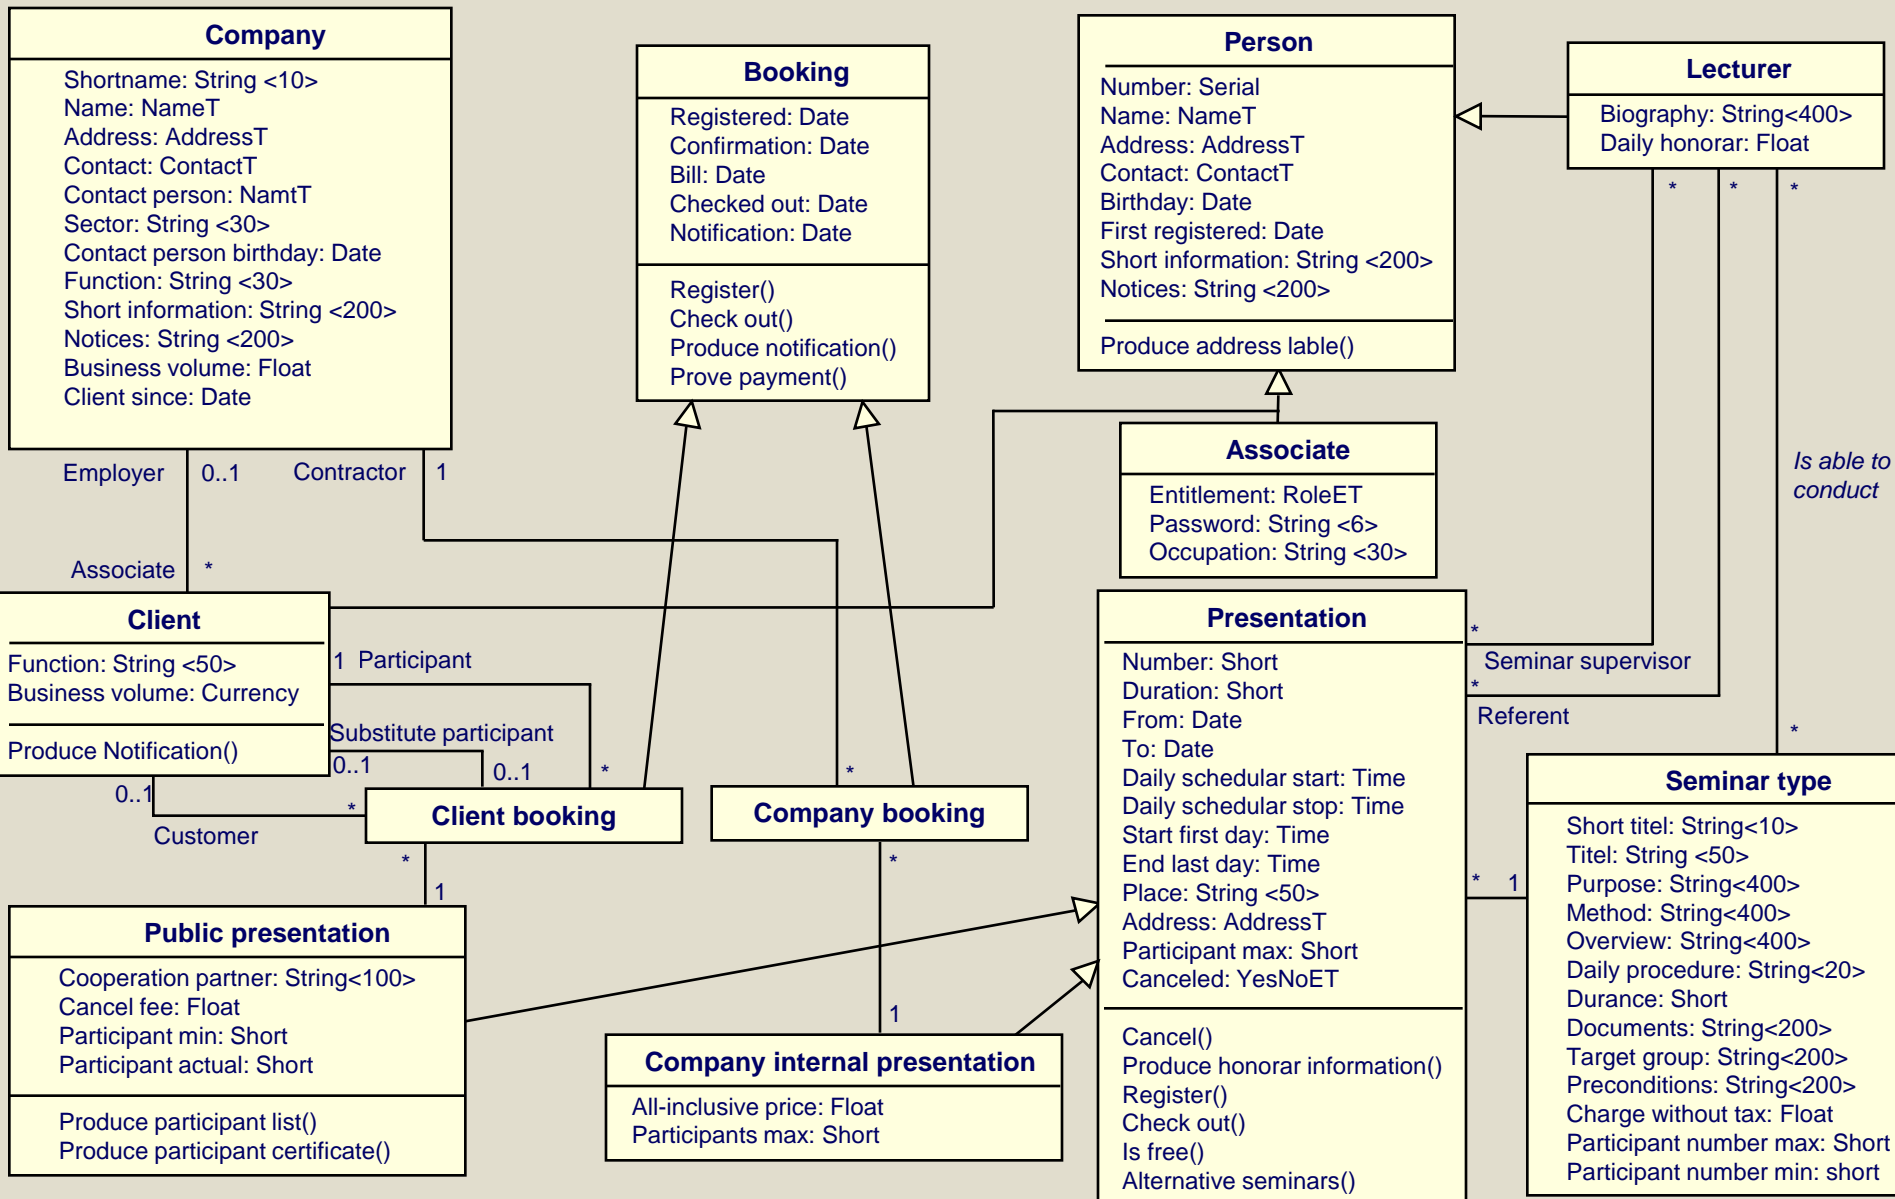 Company
Shortname: String <10>
Name: NameT
Address: AddressT
Contact: ContactT
Contact person: NamtT
Sector: String <30>
Contact person birthday: Date
Function: String <30>
Short information: String <200>
Notices: String <200>
Business volume: Float
Client since: Date
Booking
Registered: Date
Confirmation: Date
Bill: Date
Checked out: Date
Notification: Date
Register()
Check out()
Produce notification()
Prove payment()
Person
Number: Serial
Name: NameT
Address: AddressT
Contact: ContactT
Birthday: Date
First registered: Date
Short information: String <200>
Notices: String <200>
Produce address lable()
Lecturer
Biography: String<400>
Daily honorar: Float
* * *
Employer 0..1 Contractor 1
Associate *
Associate
Entitlement: RoleET
Password: String <6>
Occupation: String <30>
Is able to
conduct
Client
Function: String <50>
Business volume: Currency
Produce Notification()
1 Participant
*
Substitute participant
0..1 0..1
0..1 *
Customer
Client booking
* 1
*
Company booking
* 1
Presentation
Number: Short
Duration: Short
From: Date
To: Date
Daily schedular start: Time
Daily schedular stop: Time
Start first day: Time
End last day: Time
Place: String <50>
Address: AddressT
Participant max: Short
Canceled: YesNoET
Cancel()
Produce honorar information()
Register()
Check out()
Is free()
Alternative seminars()
*
Seminar supervisor
*
Referent
*
* 1
Seminar type
Short titel: String<10>
Titel: String <50>
Purpose: String<400>
Method: String<400>
Overview: String<400>
Daily procedure: String<20>
Durance: Short
Documents: String<200>
Target group: String<200>
Preconditions: String<200>
Charge without tax: Float
Participant number max: Short
Participant number min: short
Public presentation
Cooperation partner: String<100>
Cancel fee: Float
Participant min: Short
Participant actual: Short
Produce participant list()
Produce participant certificate()
Company internal presentation
All-inclusive price: Float
Participants max: Short